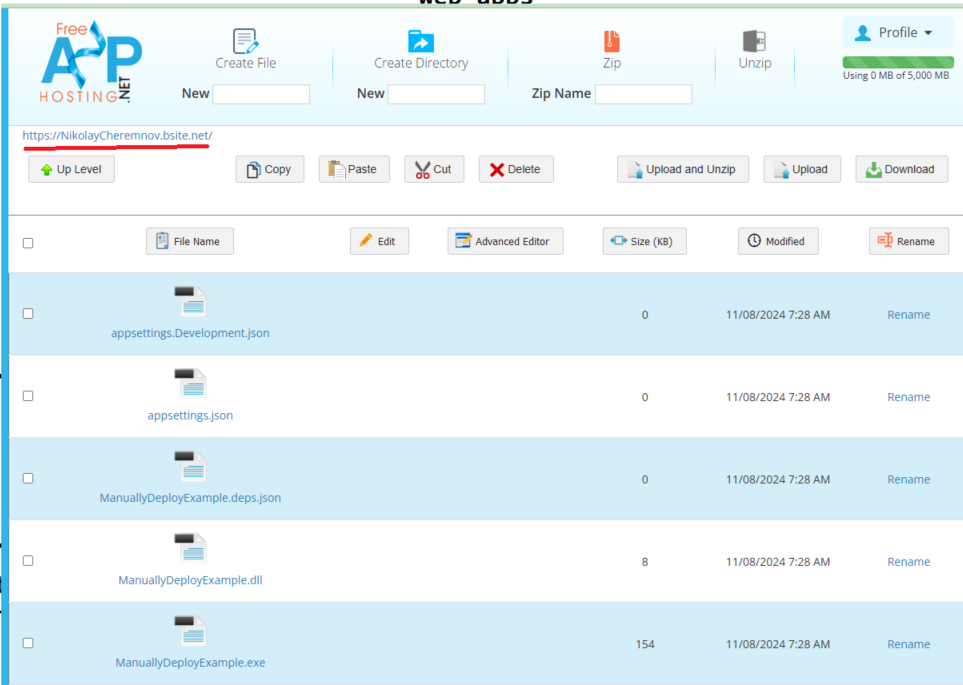 web apps
Free
ASP
HOSTING.NET
Create File
New
Create Directory
New
Zip
Zip Name
Unzip
Profile
Using 0 MB of 5,000 MB
https://NikolayCheremnov.bsite.net/
Up Level Copy Paste Cut Delete Upload and Unzip Upload Download
File Name Edit Advanced Editor Size (KB) Modified Rename
appsettings.Development.json 0 11/08/2024 7:28 AM Rename
appsettings.json 0 11/08/2024 7:28 AM Rename
ManuallyDeployExample.deps.json 0 11/08/2024 7:28 AM Rename
ManuallyDeployExample.dll 8 11/08/2024 7:28 AM Rename
ManuallyDeployExample.exe 154 11/08/2024 7:28 AM Rename